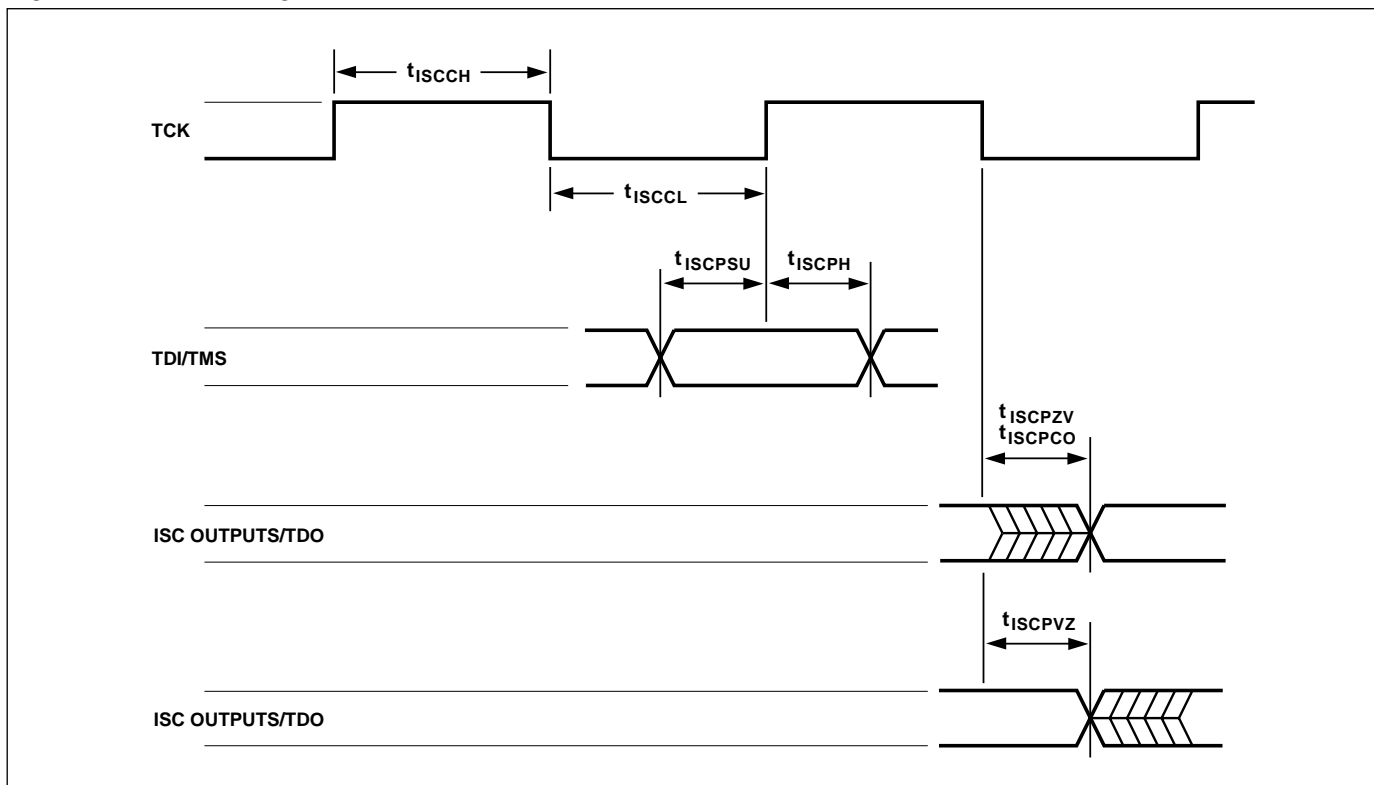 tISCCH
TCK
tISCCL
tISCPSU
tISCPH
TDI/TMS
tISCPZV
tISCPCO
ISC OUTPUTS/TDO
tISCPVZ
ISC OUTPUTS/TDO